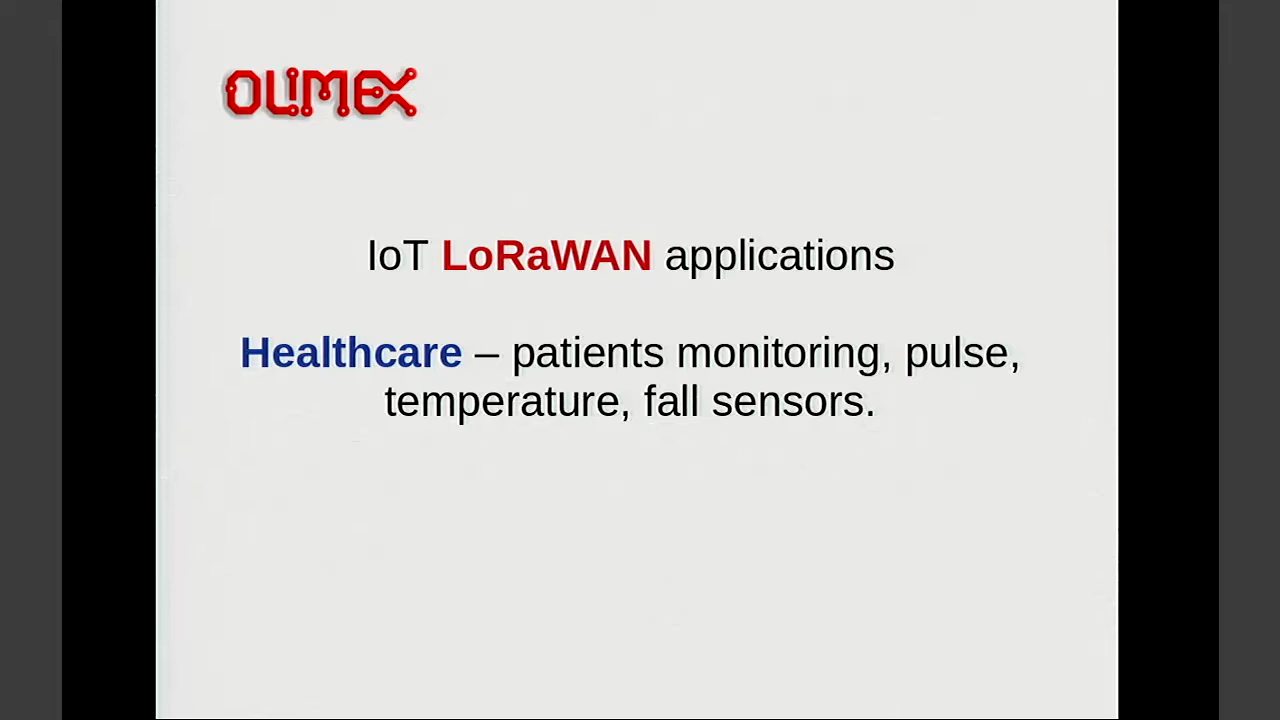 OLIMEX
IoT LoRaWAN applications
Healthcare – patients monitoring, pulse,
temperature, fall sensors.